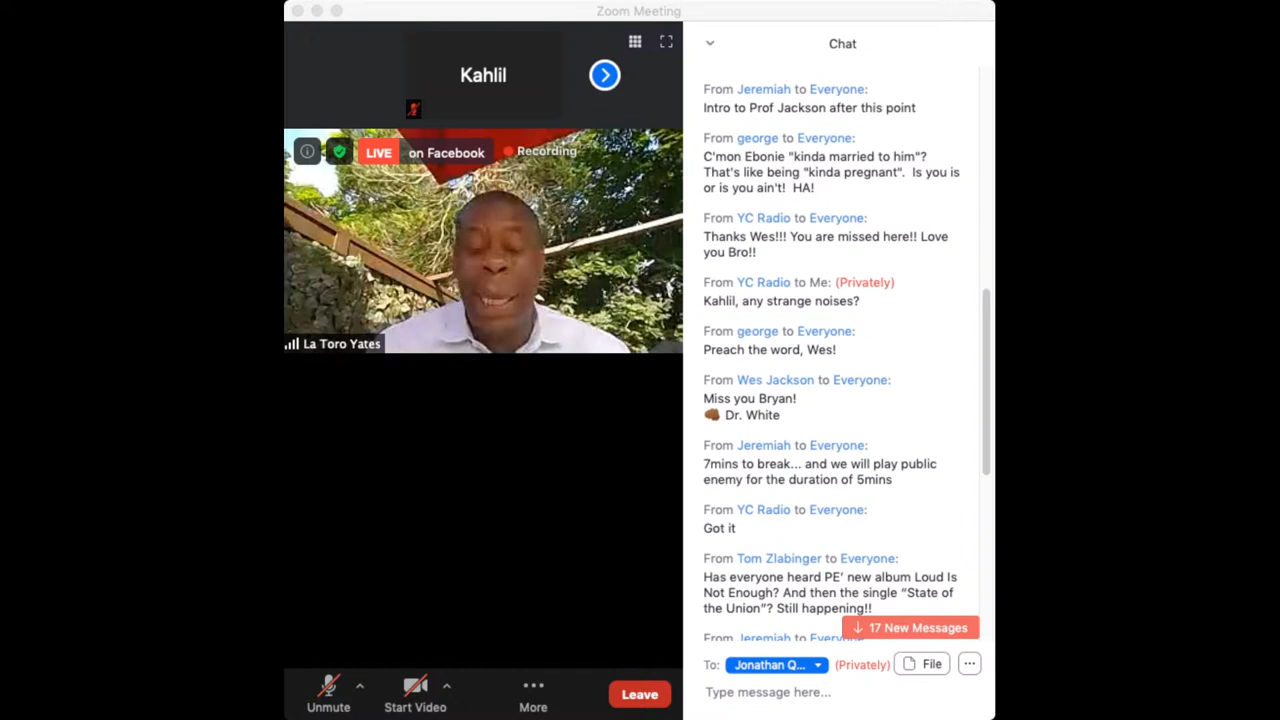 Zoom Meeting
Kahlil
LIVE on Facebook Recording
La Toro Yates
Unmute
Start Video
More
Leave
Chat
From Jeremiah to Everyone:
Intro to Prof Jackson after this point
From george to Everyone:
C'mon Ebonie "kinda married to him"?
That's like being "kinda pregnant". Is you is
or is you ain't! HA!
From YC Radio to Everyone:
Thanks Wes!!! You are missed here!! Love
you Bro!!
From YC Radio to Me: (Privately)
Kahlil, any strange noises?
From george to Everyone:
Preach the word, Wes!
From Wes Jackson to Everyone:
Miss you Bryan!
👊🏾 Dr. White
From Jeremiah to Everyone:
7mins to break... and we will play public
enemy for the duration of 5mins
From YC Radio to Everyone:
Got it
From Tom Zlabinger to Everyone:
Has everyone heard PE’ new album Loud Is
Not Enough? And then the single “State of
the Union”? Still happening!!
From Jeremiah to Everyone:
17 New Messages
To: Jonathan Q... (Privately) File
Type message here...